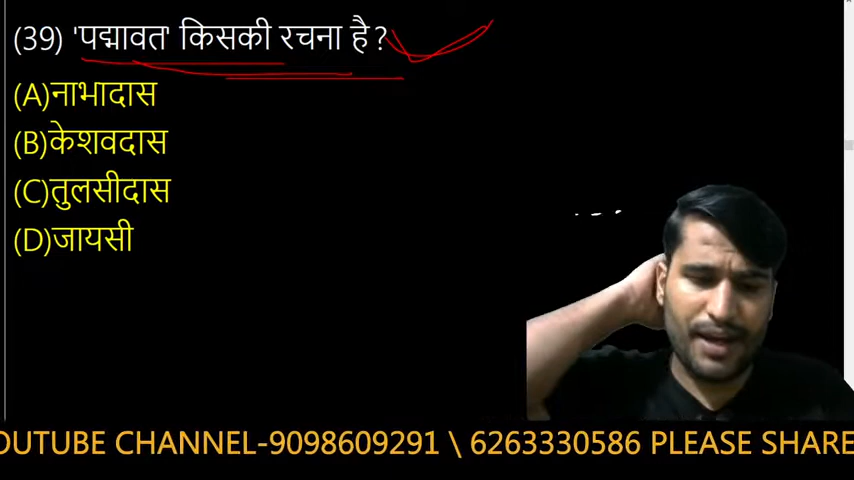 (39) 'पद्मावत' किसकी रचना है?
(A)नाभादास
(B)केशवदास
(C)तुलसीदास
(D)जायसी
OUTUBE CHANNEL-9098609291 \ 6263330586 PLEASE SHARE